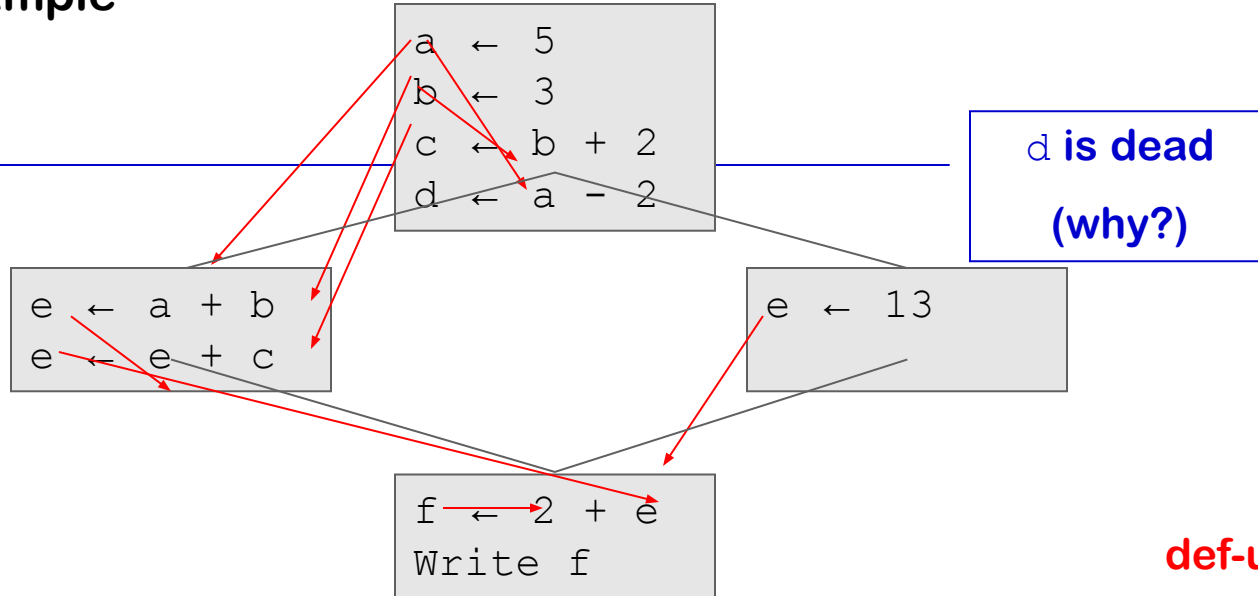 a ← 5
b ← 3
c ← b + 2
d ← a - 2
d is dead
(why?)
e ← a + b
e ← e + c
e ← 13
f ← 2 + e
Write f